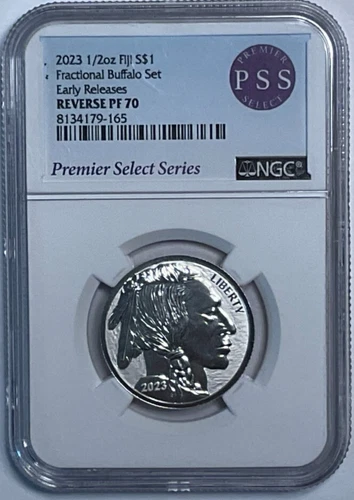 2023 1/2oz Fiji S$1
Fractional Buffalo Set
Early Releases
REVERSE PF 70
8134179-165
PREMIER
PSS
SELECT
Premier Select Series
NGC
LIBERTY
2023